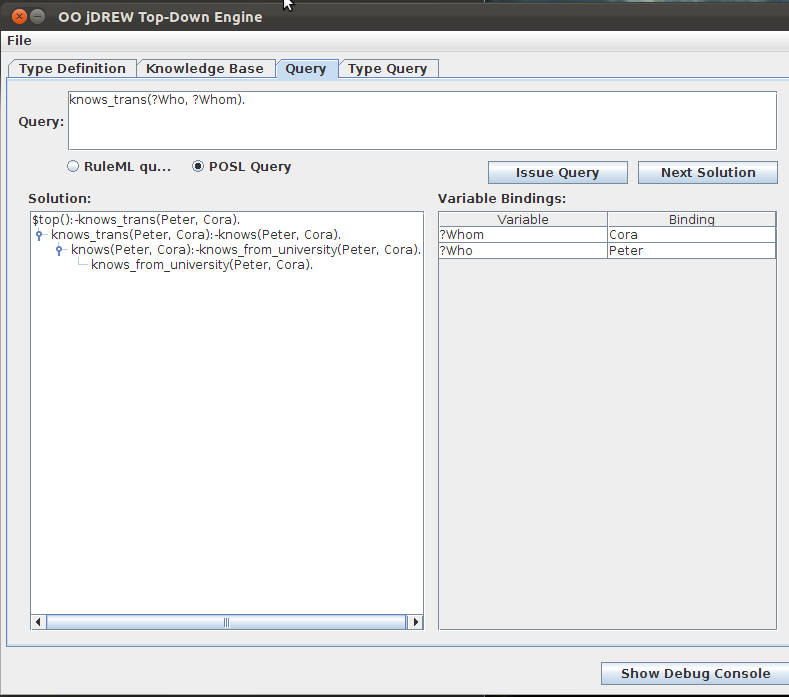 OO jDREW Top-Down Engine
File
Type Definition Knowledge Base Query Type Query
Query:
knows_trans(?Who, ?Whom).
RuleML qu... POSL Query
Issue Query Next Solution
Solution:
Variable Bindings:
$top():-knows_trans(Peter, Cora).
knows_trans(Peter, Cora):-knows(Peter, Cora).
knows(Peter, Cora):-knows_from_university(Peter, Cora).
knows_from_university(Peter, Cora).
Variable Binding
?Whom Cora
?Who Peter
Show Debug Console